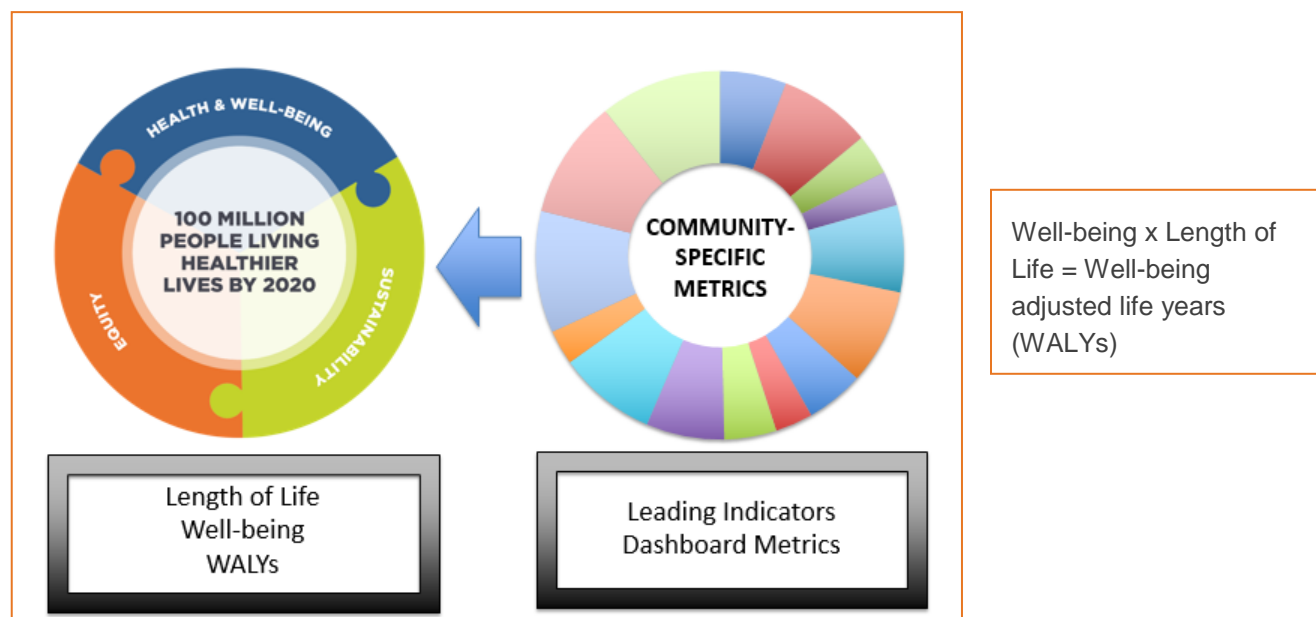 HEALTH & WELL-BEING
EQUITY
SUSTAINABILITY
100 MILLION
PEOPLE LIVING
HEALTHIER
LIVES BY 2020
COMMUNITY-
SPECIFIC
METRICS
Length of Life
Well-being
WALYs
Leading Indicators
Dashboard Metrics
Well-being x Length of
Life = Well-being
adjusted life years
(WALYs)